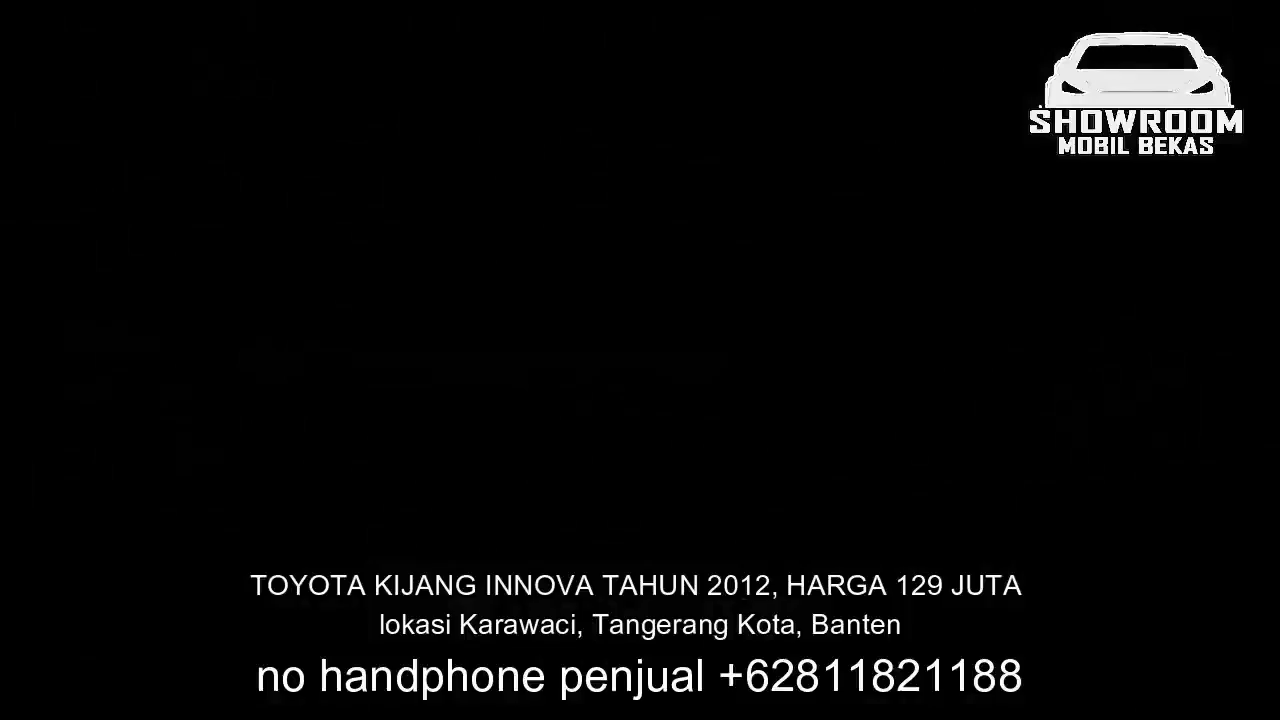 SHOWROOM
MOBIL BEKAS
TOYOTA KIJANG INNOVA TAHUN 2012, HARGA 129 JUTA
lokasi Karawaci, Tangerang Kota, Banten
no handphone penjual +62811821188